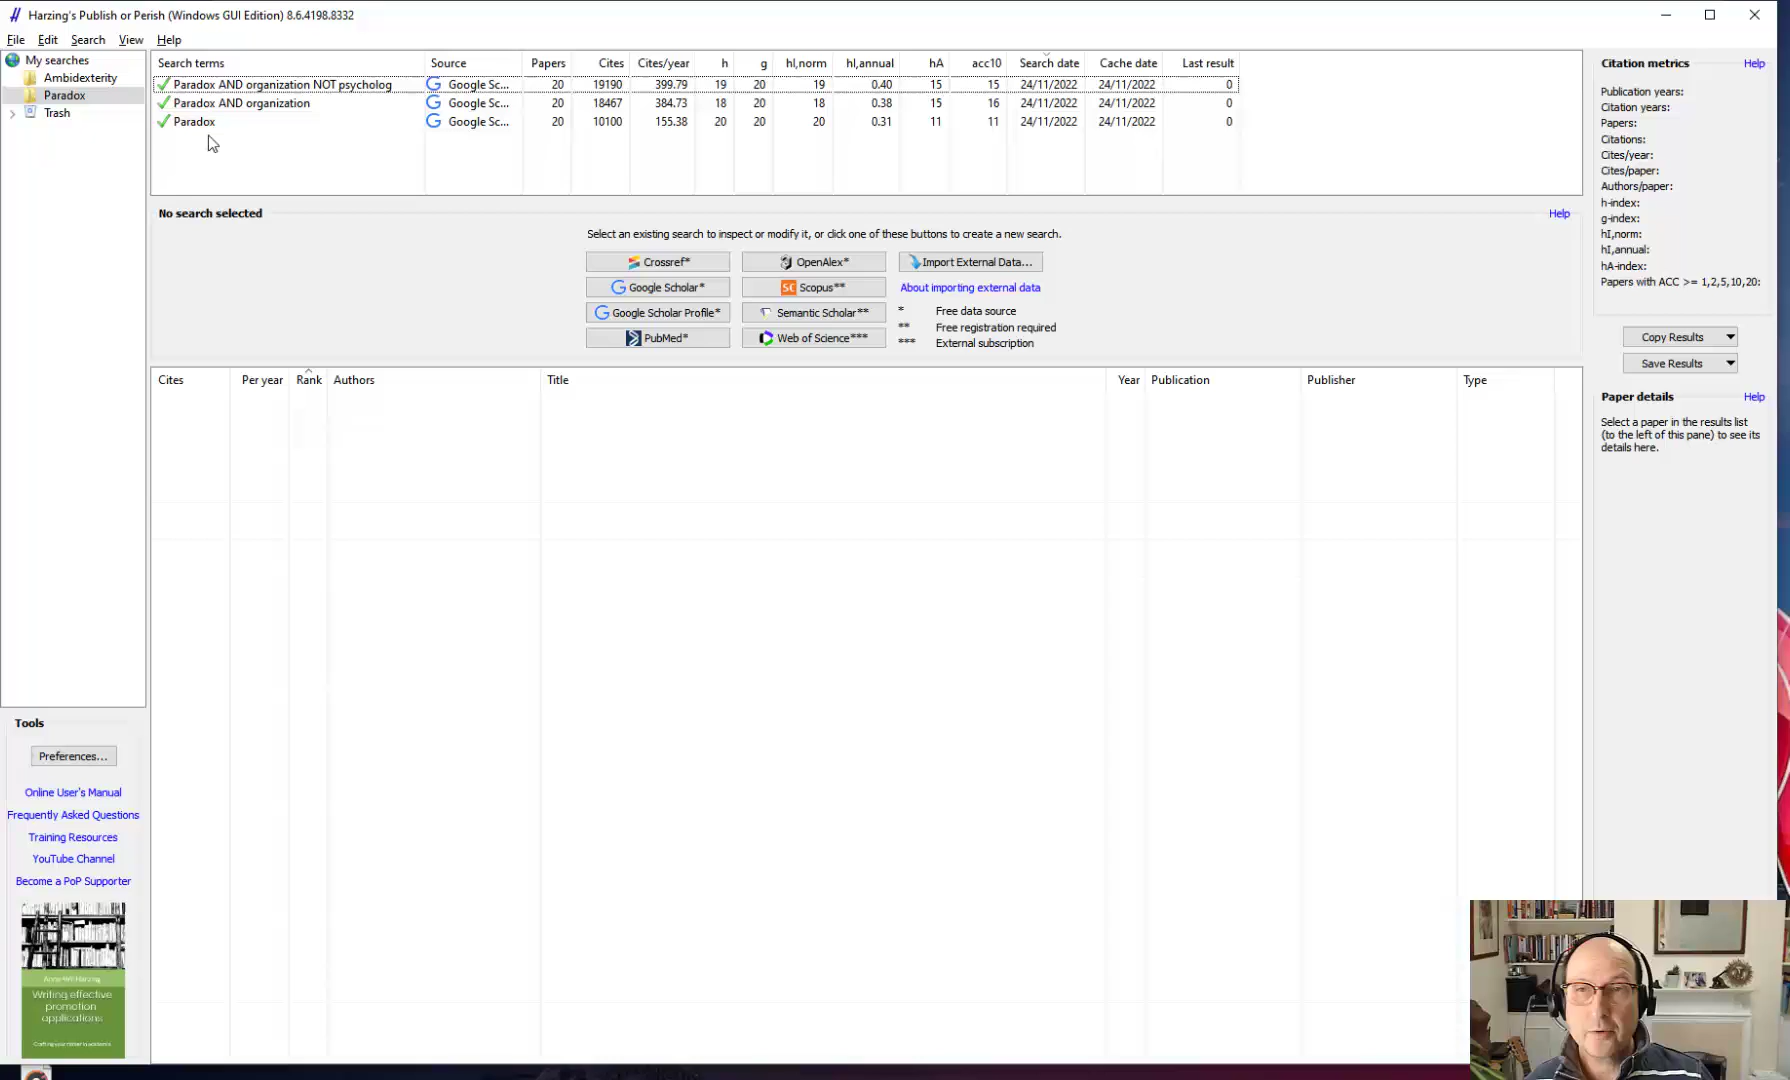 Harzing's Publish or Perish (Windows GUI Edition) 8.6.4198.8332
File Edit Search View Help
My searches
Ambidexterity
Paradox
Trash
Search terms Source Papers Cites Cites/year h g hI,norm hI,annual hA acc10 Search date Cache date Last result
Paradox AND organization NOT psycholog Google Sc... 20 19190 399.79 19 20 19 0.40 15 15 24/11/2022 24/11/2022 0
Paradox AND organization Google Sc... 20 18467 384.73 18 20 18 0.38 15 16 24/11/2022 24/11/2022 0
Paradox Google Sc... 20 10100 155.38 20 20 20 0.31 11 11 24/11/2022 24/11/2022 0
No search selected Help
Select an existing search to inspect or modify it, or click one of these buttons to create a new search.
Crossref* OpenAlex* Import External Data...
Google Scholar* Scopus** About importing external data
Google Scholar Profile* Semantic Scholar** * Free data source
** Free registration required
PubMed* Web of Science*** *** External subscription
Cites Per year Rank Authors Title Year Publication Publisher Type
Citation metrics Help
Publication years:
Citation years:
Papers:
Citations:
Cites/year:
Cites/paper:
Authors/paper:
h-index:
g-index:
hI,norm:
hI,annual:
hA-index:
Papers with ACC >= 1,2,5,10,20:
Copy Results
Save Results
Paper details Help
Select a paper in the results list
(to the left of this pane) to see its
details here.
Tools
Preferences...
Online User's Manual
Frequently Asked Questions
Training Resources
YouTube Channel
Become a PoP Supporter
Anne-Wil Harzing
Writing effective
promotion
applications